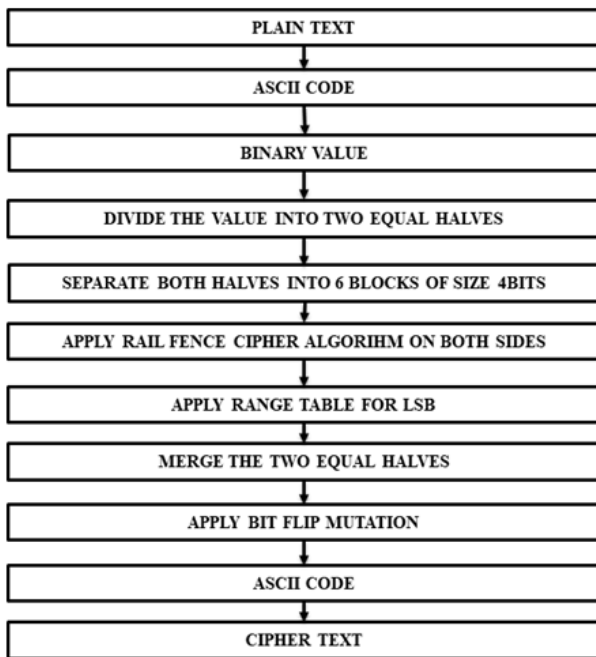 PLAIN TEXT
ASCII CODE
BINARY VALUE
DIVIDE THE VALUE INTO TWO EQUAL HALVES
SEPARATE BOTH HALVES INTO 6 BLOCKS OF SIZE 4BITS
APPLY RAIL FENCE CIPHER ALGORIHM ON BOTH SIDES
APPLY RANGE TABLE FOR LSB
MERGE THE TWO EQUAL HALVES
APPLY BIT FLIP MUTATION
ASCII CODE
CIPHER TEXT